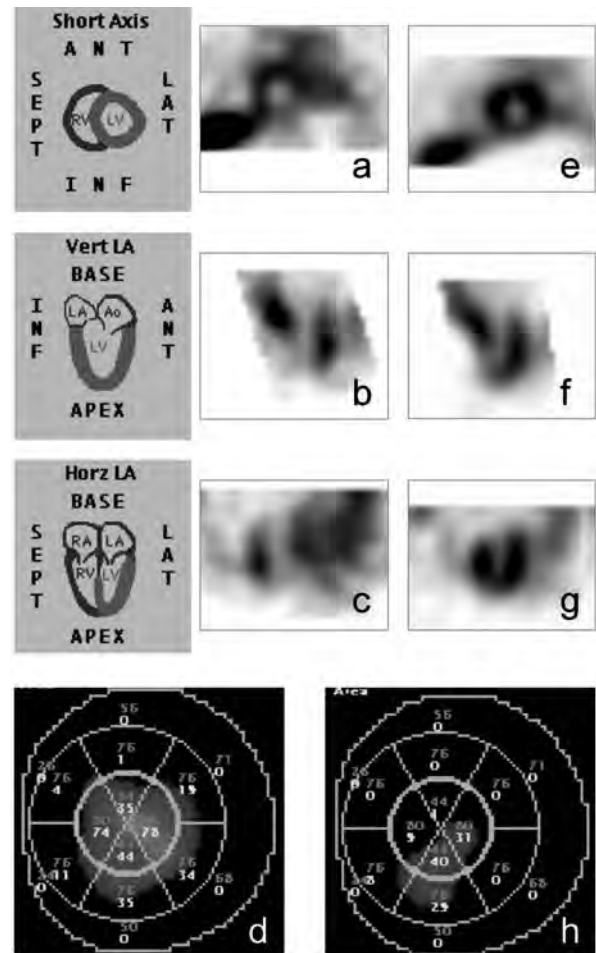 Short Axis
A N T
S E P T
RV LV
L A T
I N F
a
e
Vert LA
BASE
I N F
LA Ao
LV
A N T
APEX
b
f
Horz LA
BASE
S E P T
RA LA
RV LV
L A T
APEX
c
g
56
0
76
1
71
0
76
4
76
35
74 78
44
76
11
76
34
76
35
68
0
50
0
d
Area
56
0
76
0
71
0
76
0
76
0
44
80 80
31
40
76
76
0
76
68
0
50
0
h